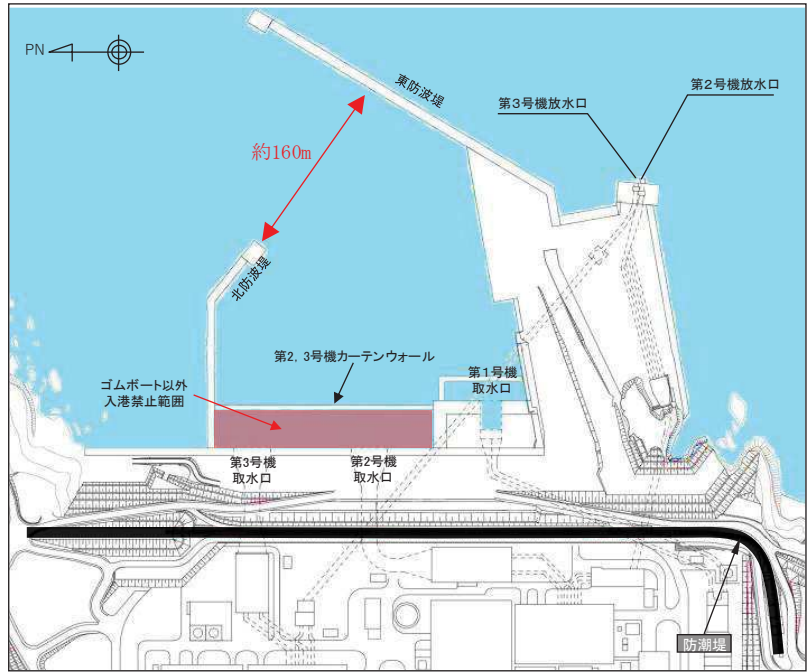 PN
東防波堤
第2号機放水口
第3号機放水口
約160m
北防波堤
第2,3号機カーテンウォール
第1号機
取水口
ゴムボート以外
入港禁止範囲
第3号機
取水口
第2号機
取水口
防潮堤